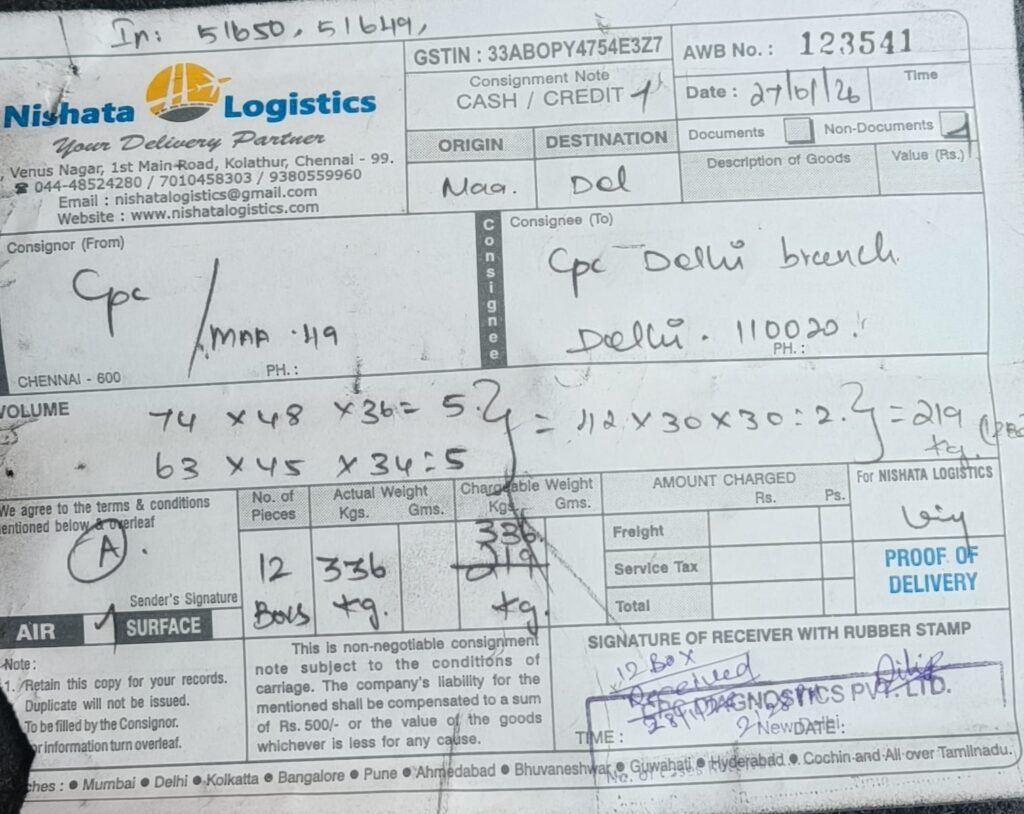 In: 51650, 51649,
Nishata Logistics
Your Delivery Partner
Venus Nagar, 1st Main Road, Kolathur, Chennai - 99.
☎ 044-48524280 / 7010458303 / 9380559960
Email : nishatalogistics@gmail.com
Website : www.nishatalogistics.com
GSTIN : 33ABOPY4754E3Z7
Consignment Note
CASH / CREDIT
AWB No. : 123541
Date : 27/01/26
Time
ORIGIN DESTINATION
Maa. Del
Documents Non-Documents
Description of Goods Value (Rs.)
Consignor (From)
Cpc / MAA . 49
CHENNAI - 600 PH. :
Consignee
Consignee (To)
Cpc Delhi branch.
Delhi. 110020.
PH. :
VOLUME
74 x 48 x 36 = 5.
63 x 45 x 34 : 5
= 112 x 30 x 30 : 2. = 219
kg.
We agree to the terms & conditions
entioned below & overleaf
A.
Sender's Signature
AIR SURFACE
No. of Pieces
12
Boxs
Actual Weight
Kgs. Gms.
336
kg.
Chargeable Weight
Kgs. Gms.
336.
219
kg.
AMOUNT CHARGED
Rs. Ps.
Freight
Service Tax
Total
For NISHATA LOGISTICS
PROOF OF
DELIVERY
Note :
1. Retain this copy for your records.
Duplicate will not be issued.
To be filled by the Consignor.
or information turn overleaf.
This is non-negotiable consignment
note subject to the conditions of
carriage. The company's liability for the
mentioned shall be compensated to a sum
of Rs. 500/- or the value of the goods
whichever is less for any cause.
SIGNATURE OF RECEIVER WITH RUBBER STAMP
12 Box
Received
DIAGNOSTICS PVT. LTD.
New Delhi
TIME : DATE :
ches : ● Mumbai ● Delhi ● Kolkatta ● Bangalore ● Pune ● Ahmedabad ● Bhuvaneshwar ● Guwahati ● Hyderabad ● Cochin and All over Tamilnadu.